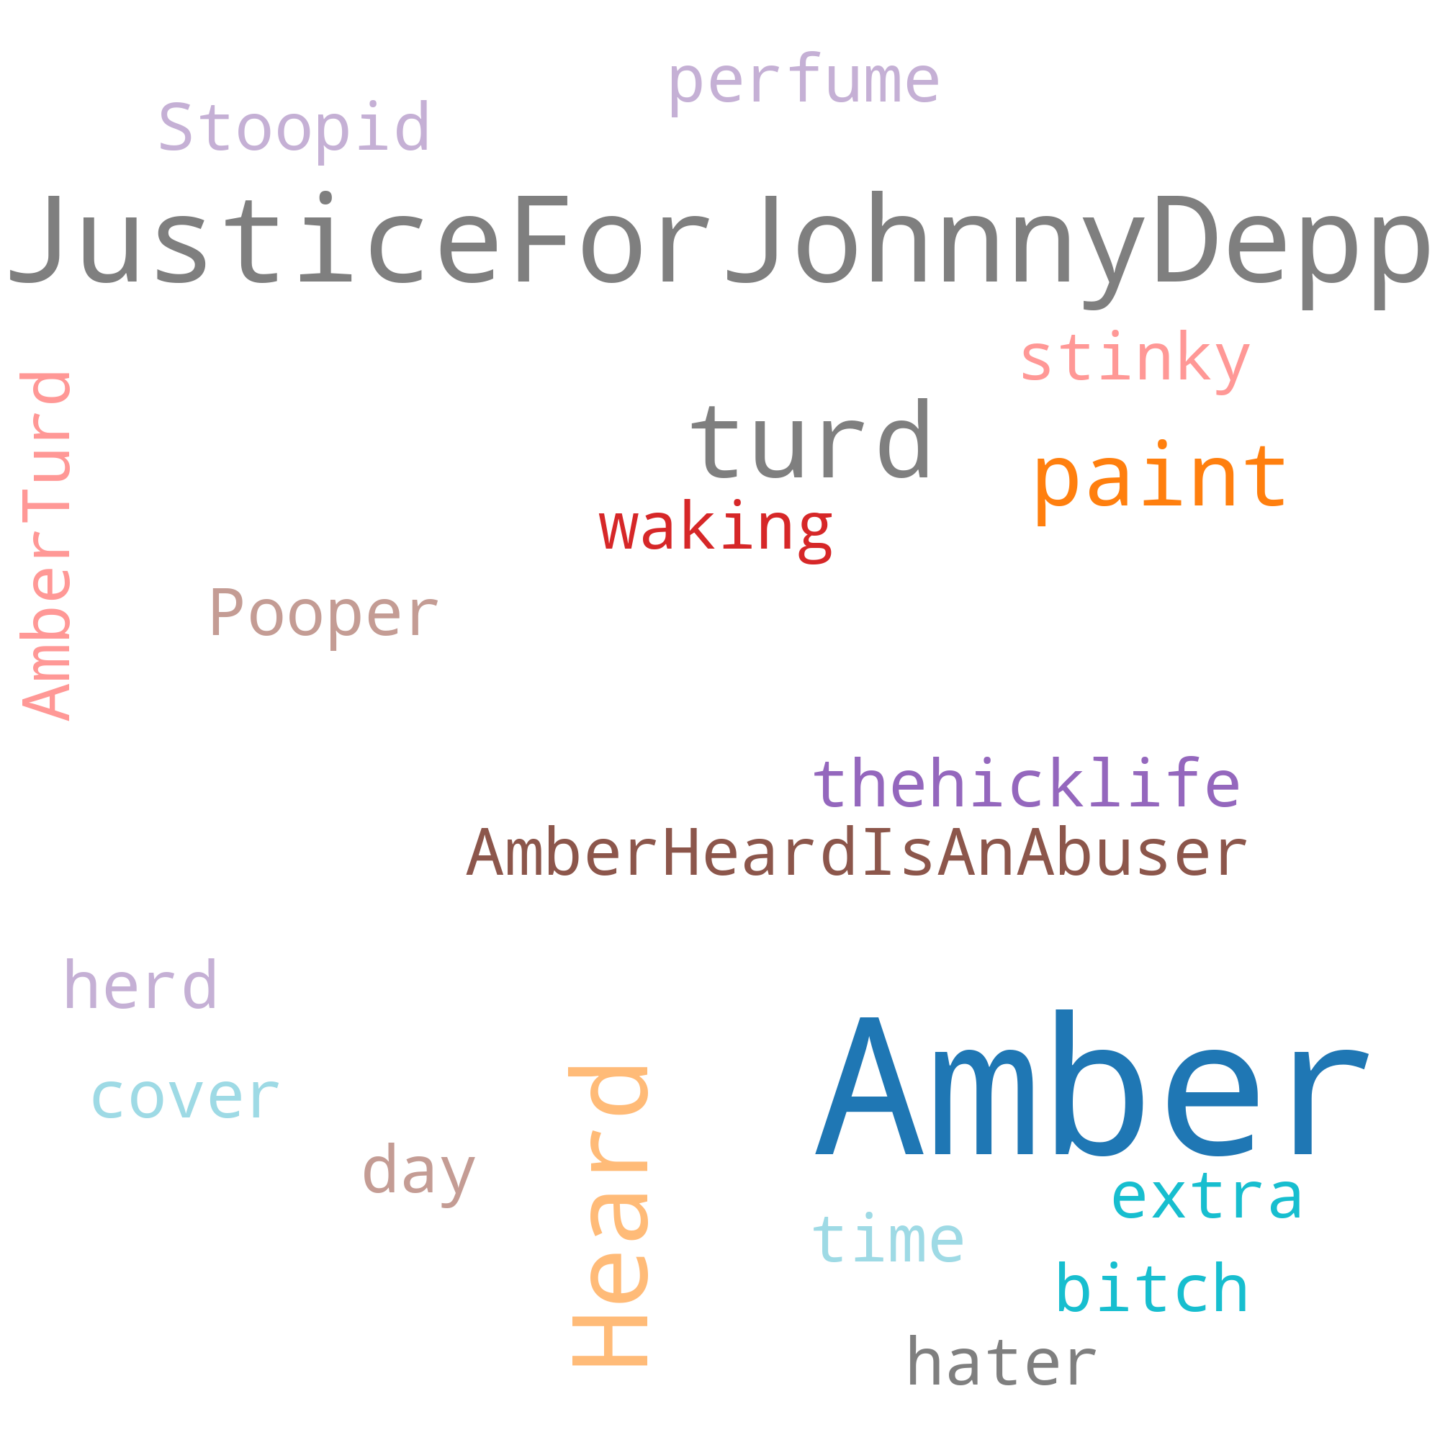 perfume
Stoopid
JusticeForJohnnyDepp
stinky
AmberTurd
turd
paint
waking
Pooper
thehicklife
AmberHeardIsAnAbuser
herd
Amber
cover
Heard
day
extra
time
bitch
hater